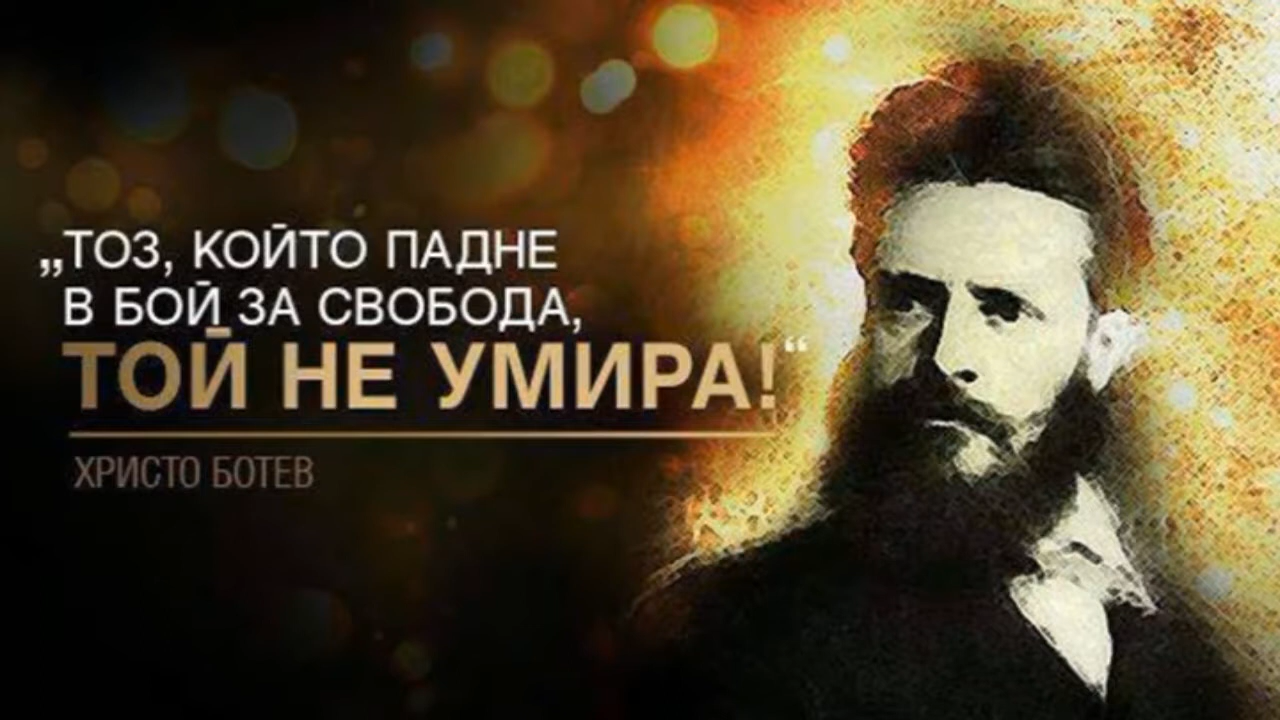 „ТОЗ, КОЙТО ПАДНЕ
В БОЙ ЗА СВОБОДА,
ТОЙ НЕ УМИРА!“
ХРИСТО БОТЕВ